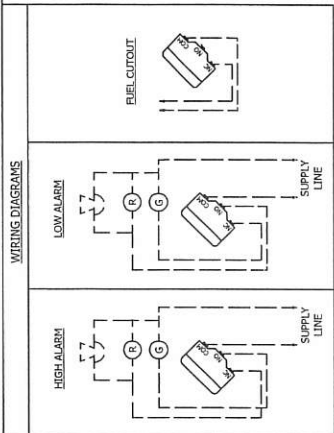 WIRING DIAGRAMS
HIGH ALARM
R
G
COM
NO
NC
SUPPLY
LINE
LOW ALARM
R
G
COM
NO
NC
SUPPLY
LINE
FUEL CUTOUT
COM
NO
NC